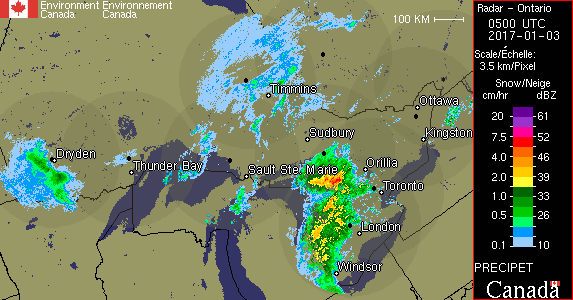 Environment Environnement
Canada Canada
100 KM
Timmins
Ottawa
Sudbury
Kingston
Dryden
Thunder Bay
Sault Ste Marie
Orillia
Toronto
London
Windsor
Radar - Ontario
0500 UTC
2017-01-03
Scale/Échelle:
3.5 km/Pixel
Snow/Neige
cm/hr dBZ
20 61
7.5 52
4.0 46
2.0 39
1.0 33
0.5 26
0.1 10
PRECIPET
Canada